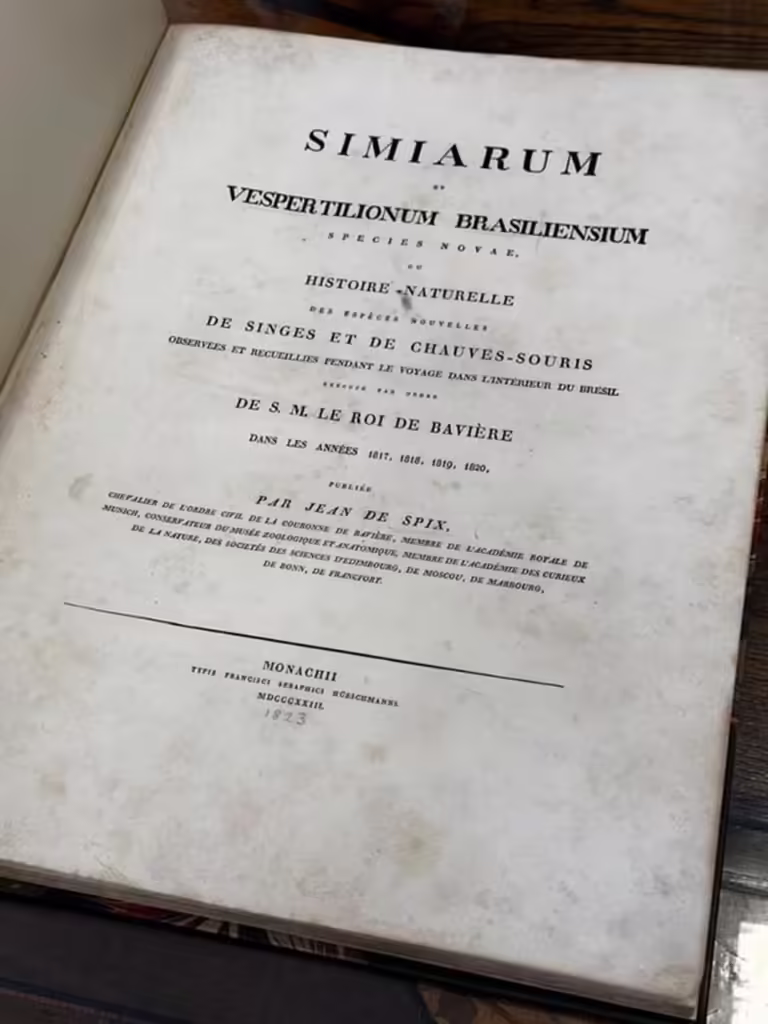 SIMIARUM
ET
VESPERTILIONUM BRASILIENSIUM
SPECIES NOVAE,
OU
HISTOIRE NATURELLE
DES ESPÈCES NOUVELLES
DE SINGES ET DE CHAUVES-SOURIS
OBSERVÉES ET RECUEILLIES PENDANT LE VOYAGE DANS L'INTÉRIEUR DU BRÉSIL
EXÉCUTÉ PAR ORDRE
DE S. M. LE ROI DE BAVIÈRE
DANS LES ANNÉES 1817, 1818, 1819, 1820,
PUBLIÉE
PAR JEAN DE SPIX,
CHEVALIER DE L'ORDRE CIVIL DE LA COURONNE DE BAVIÈRE, MEMBRE DE L'ACADÉMIE ROYALE DE
MUNICH, CONSERVATEUR DU MUSÉE ZOOLOGIQUE ET ANATOMIQUE, MEMBRE DE L'ACADÉMIE DES CURIEUX
DE LA NATURE, DES SOCIETÉS DES SCIENCES D'EDIMBOURG, DE MOSCOU, DE MARBOURG,
DE BONN, DE FRANCFORT.
MONACHII
TYPIS FRANCISCI SERAPHICI HÜBSCHMANNI.
MDCCCXXIII.
1823